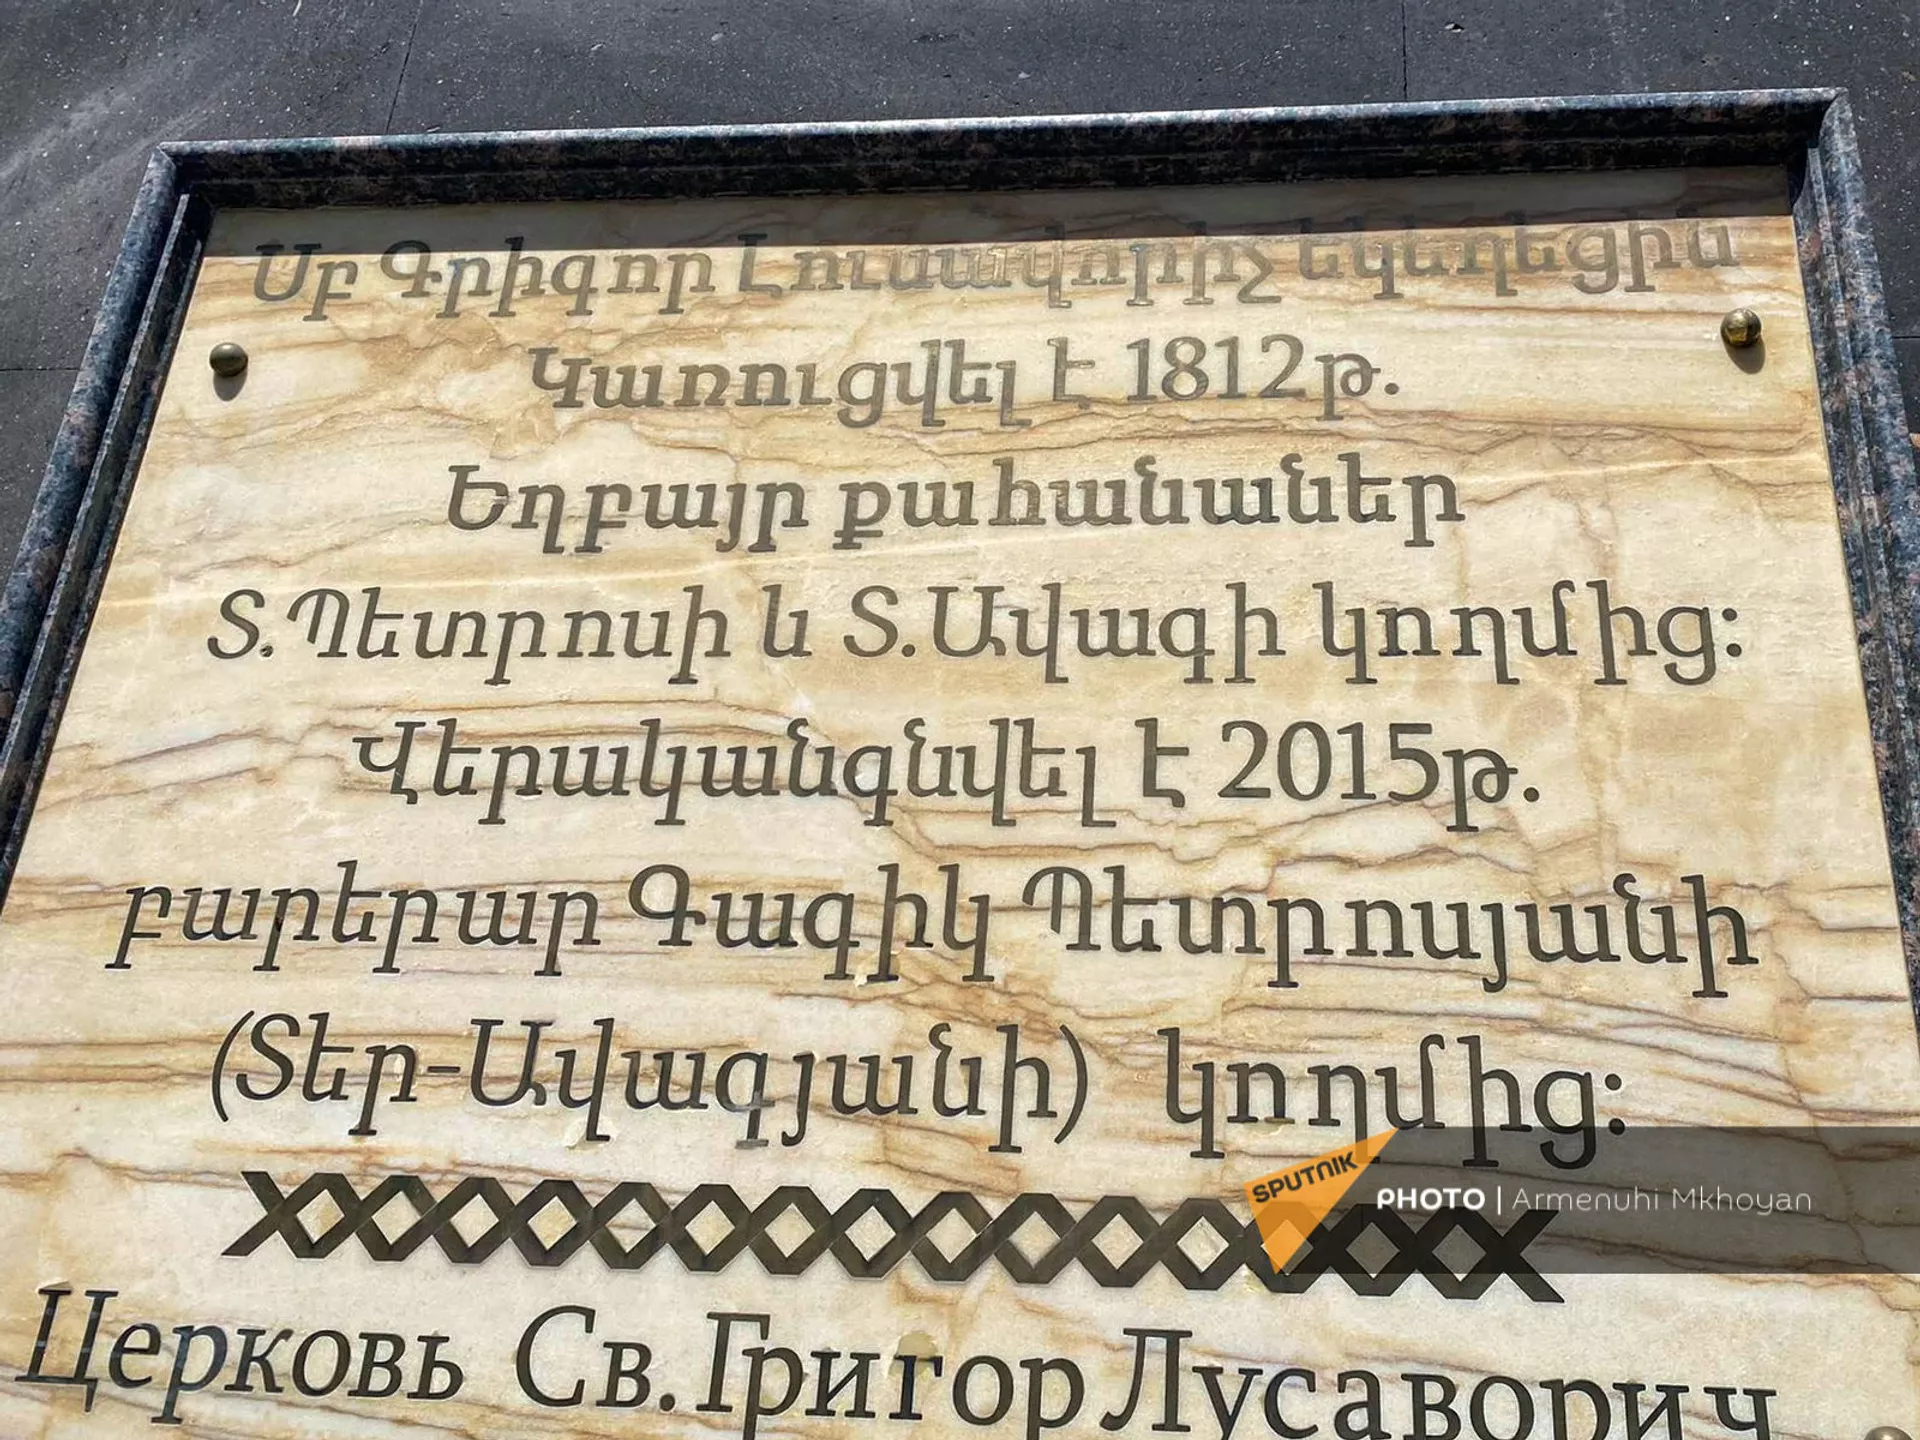 Սբ Գրիգոր Լուսավորիչ եկեղեցին
Կառուցվել է 1812թ.
Եղբայր քահանաներ
Տ.Պետրոսի և Տ.Ավագի կողմից:
Վերականգնվել է 2015թ.
բարերար Գագիկ Պետրոսյանի
(Տեր-Ավագյանի) կողմից:
SPUTNIK
PHOTO | Armenuhi Mkhoyan
Церковь Св.Григор Лусаворич